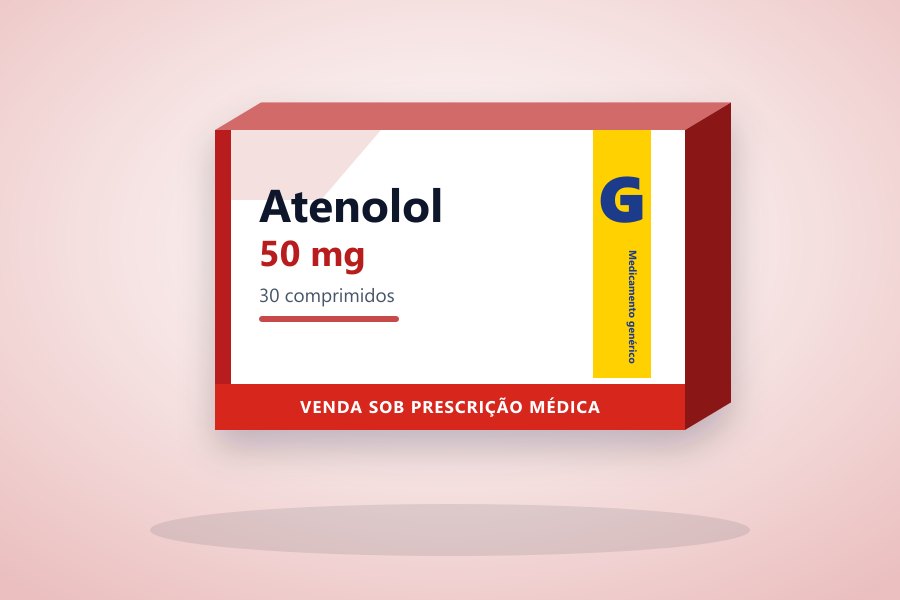 Atenolol
50 mg
30 comprimidos
G
Medicamento genérico
VENDA SOB PRESCRIÇÃO MÉDICA